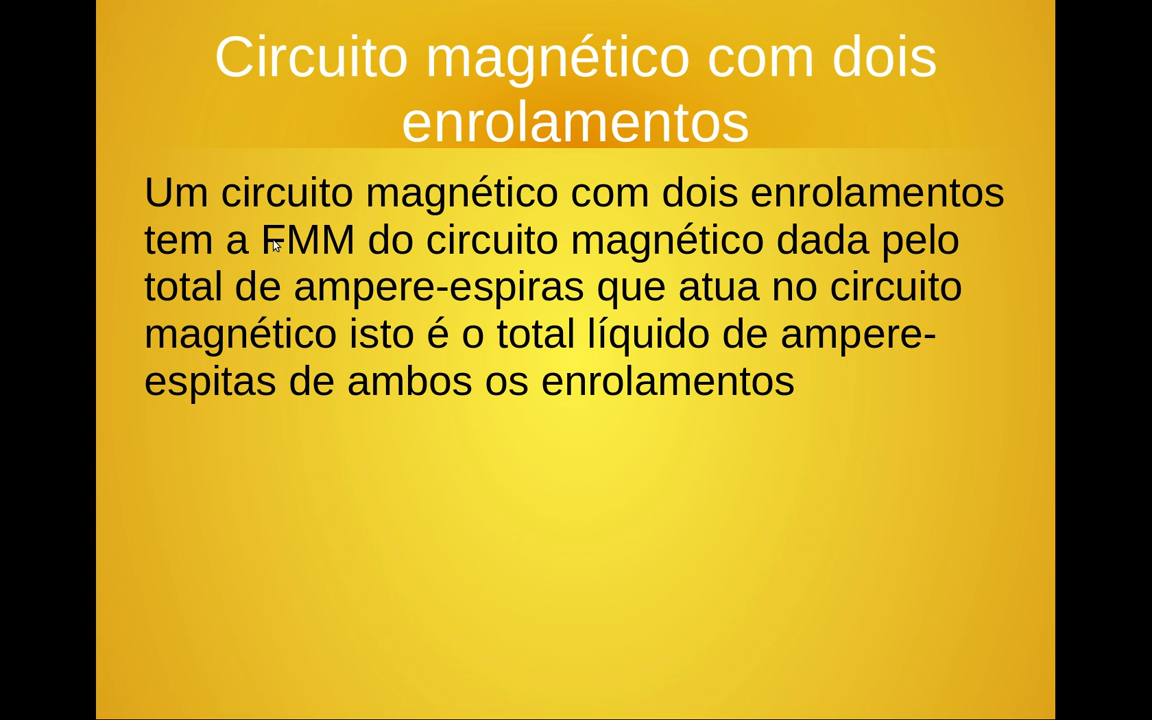 Circuito magnético com dois
enrolamentos
Um circuito magnético com dois enrolamentos
tem a FMM do circuito magnético dada pelo
total de ampere-espiras que atua no circuito
magnético isto é o total líquido de ampere-
espitas de ambos os enrolamentos